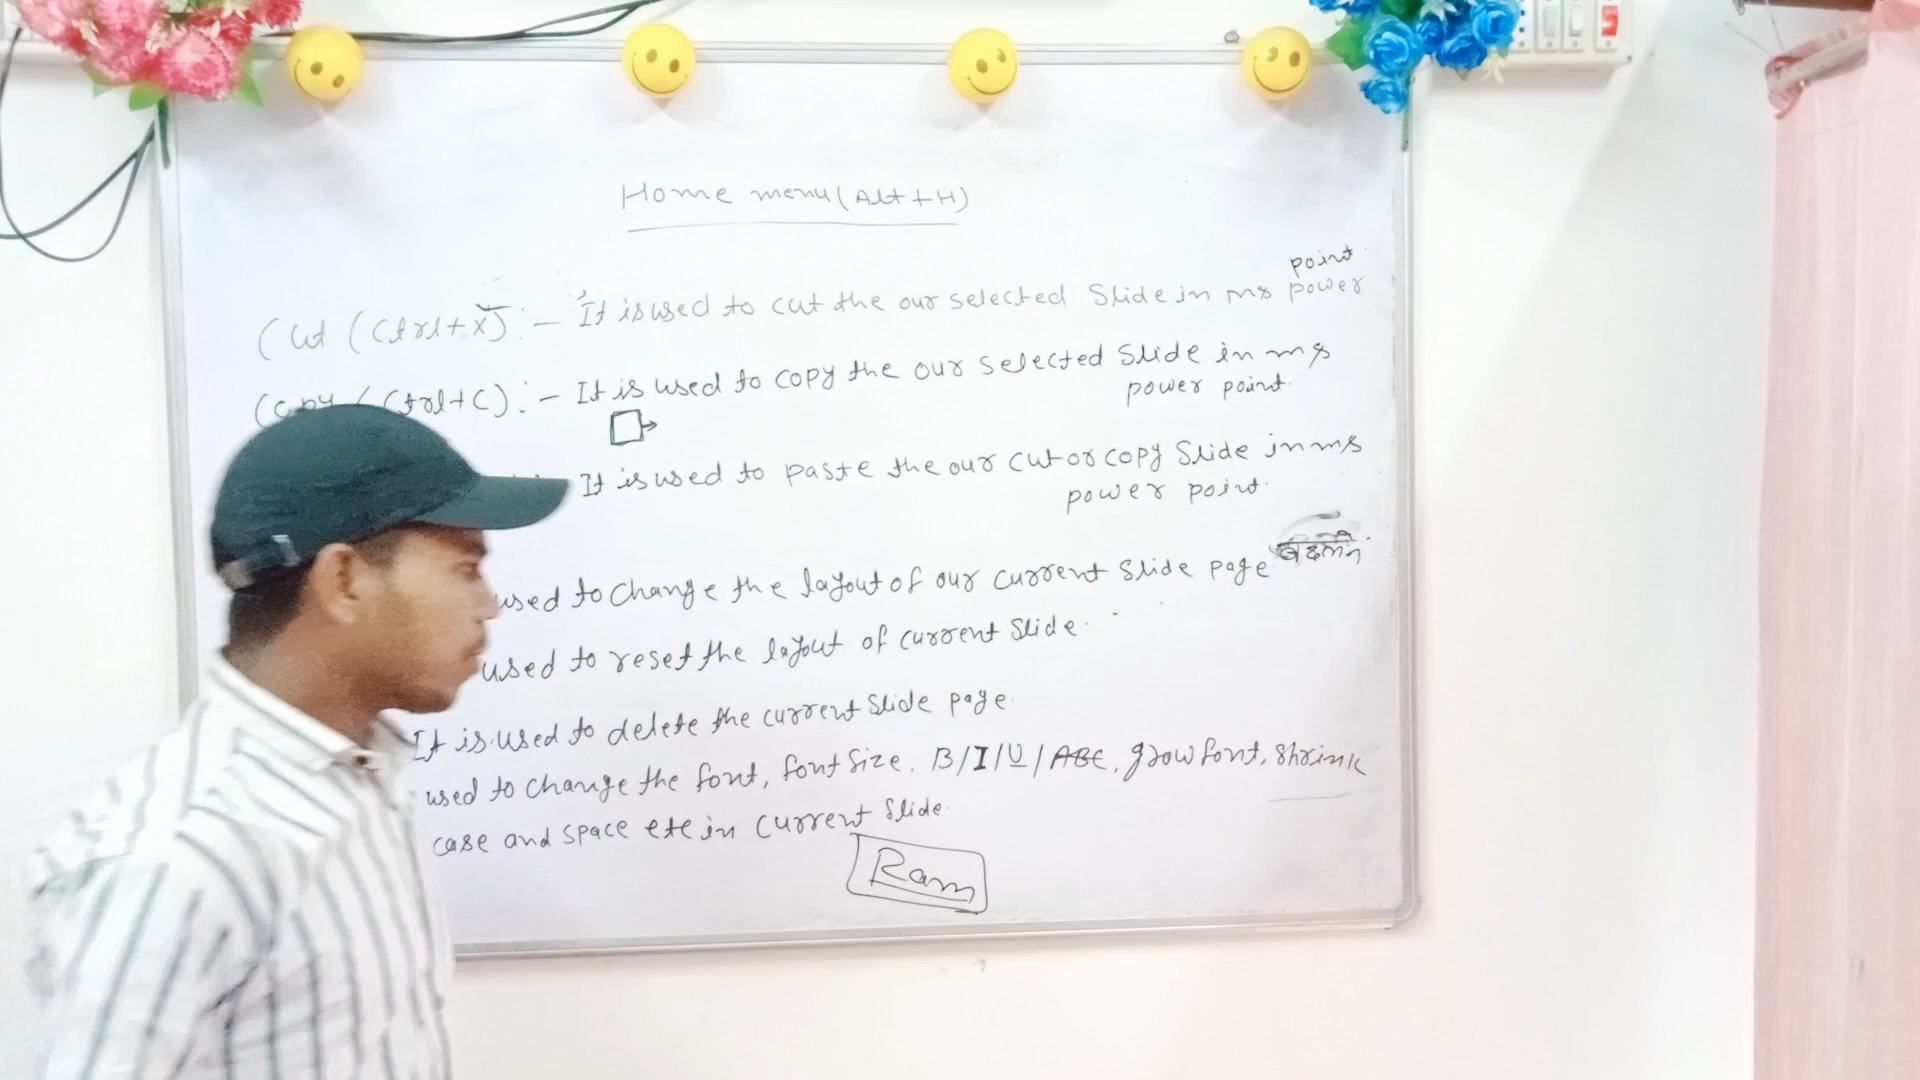 Home menu (Alt+H)
Cut (Ctrl+X) :- It is used to cut the our selected Slide in ms power point
Copy (Ctrl+C) :- It is used to copy the our selected Slide in ms
power point.
It is used to paste the our cut or copy Slide in ms
power point.
used to change the layout of our current Slide page. बदलने
used to reset the layout of current Slide.
It is used to delete the current Slide page.
used to change the font, font size. B/I/U/ABC, grow font, shrink
case and space etc in current Slide.
Ram